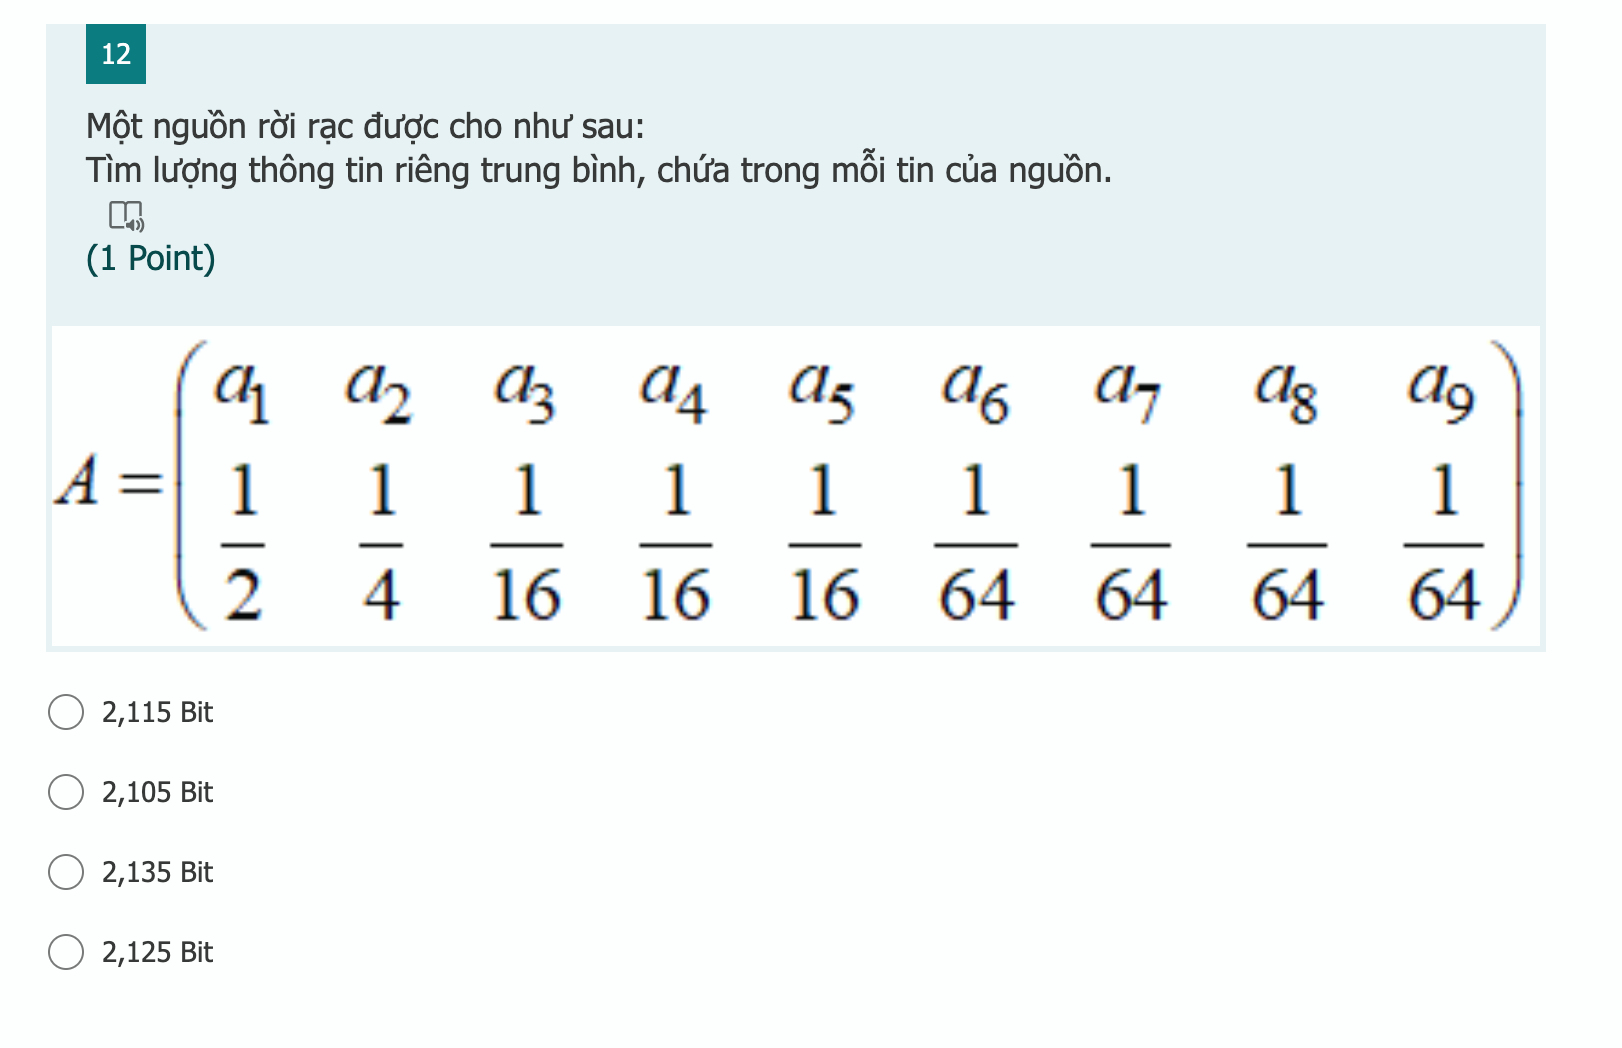 12
Một nguồn rời rạc được cho như sau:
Tìm lượng thông tin riêng trung bình, chứa trong mỗi tin của nguồn.
(1 Point)
a1 a2 a3 a4 a5 a6 a7 a8 a9
A = 1/2 1/4 1/16 1/16 1/16 1/64 1/64 1/64 1/64
2,115 Bit
2,105 Bit
2,135 Bit
2,125 Bit